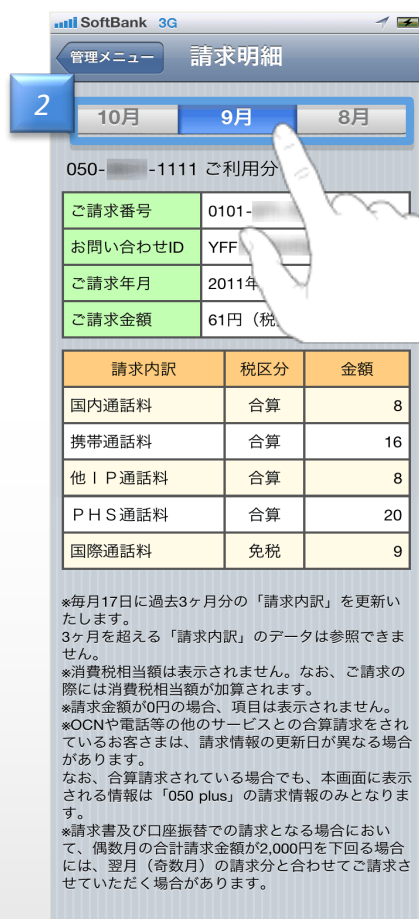 SoftBank 3G
管理メニュー 請求明細
2
10月 9月 8月
050- -1111 ご利用分
ご請求番号 0101-
お問い合わせID YFF
ご請求年月 2011年
ご請求金額 61円（税
請求内訳 税区分 金額
国内通話料 合算 8
携帯通話料 合算 16
他ＩＰ通話料 合算 8
ＰＨＳ通話料 合算 20
国際通話料 免税 9
※毎月17日に過去3ヶ月分の「請求内訳」を更新い
たします。
3ヶ月を超える「請求内訳」のデータは参照できま
せん。
※消費税相当額は表示されません。なお、ご請求の
際には消費税相当額が加算されます。
※請求金額が0円の場合、項目は表示されません。
※OCNや電話等の他のサービスとの合算請求をされ
ているお客さまは、請求情報の更新日が異なる場合
があります。
なお、合算請求されている場合でも、本画面に表示
される情報は「050 plus」の請求情報のみとなりま
す。
※請求書及び口座振替での請求となる場合におい
て、偶数月の合計請求金額が2,000円を下回る場合
には、翌月（奇数月）の請求分と合わせてご請求さ
せていただく場合があります。